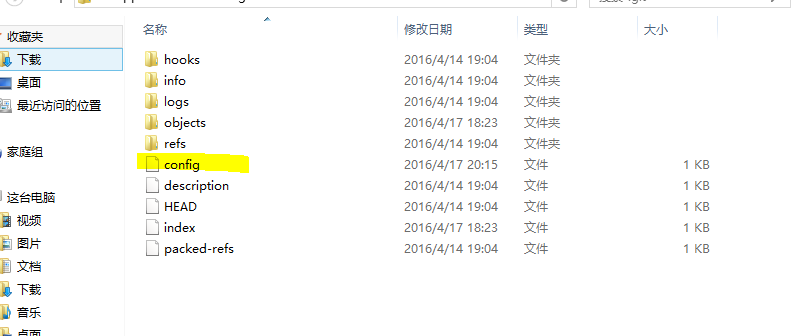 名称 修改日期 类型 大小
收藏夹
下载
桌面
最近访问的位置
家庭组
这台电脑
视频
图片
文档
下载
音乐
桌面
hooks 2016/4/14 19:04 文件夹
info 2016/4/14 19:04 文件夹
logs 2016/4/14 19:04 文件夹
objects 2016/4/17 18:23 文件夹
refs 2016/4/14 19:04 文件夹
config 2016/4/17 20:15 文件 1 KB
description 2016/4/14 19:04 文件 1 KB
HEAD 2016/4/14 19:04 文件 1 KB
index 2016/4/17 18:23 文件 1 KB
packed-refs 2016/4/14 19:04 文件 1 KB